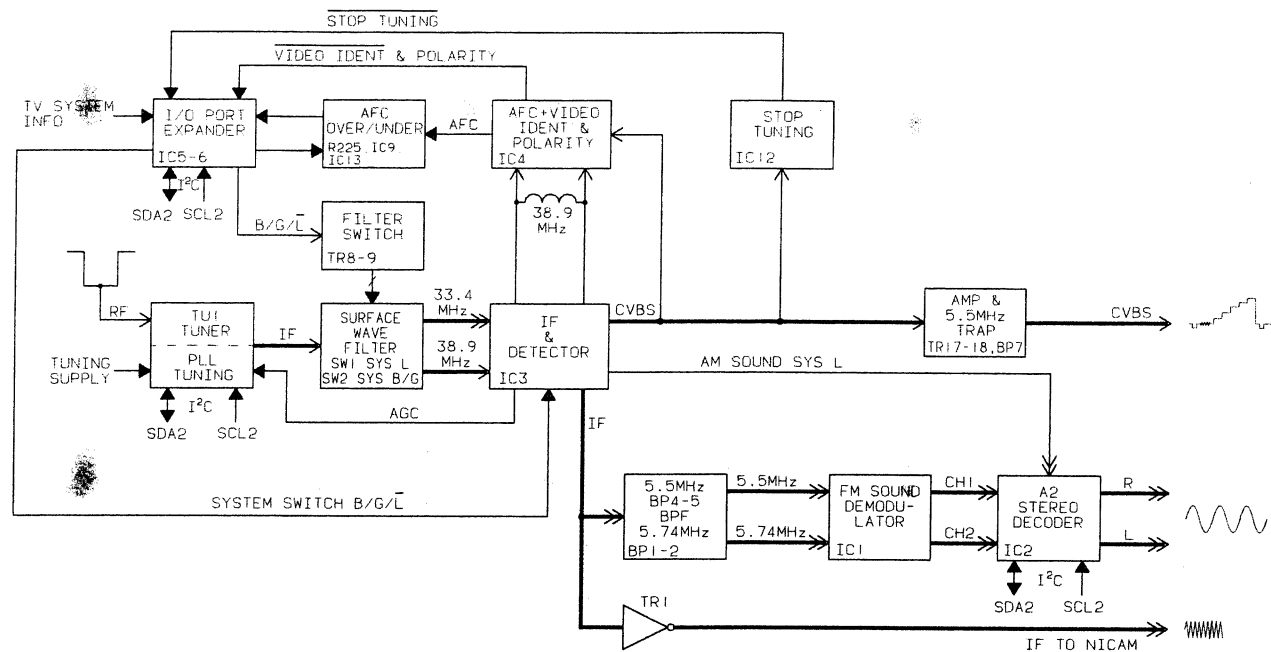 STOP TUNING
VIDEO IDENT & POLARITY
TV SYSTEM
INFO
I/O PORT
EXPANDER
IC5-6
AFC
OVER/UNDER
R225, IC9,
IC13
AFC
AFC+VIDEO
IDENT &
POLARITY
IC4
STOP
TUNING
IC12
I²C
SDA2 SCL2
B/G/L
FILTER
SWITCH
TR8-9
38.9
MHz
RF
TU1
TUNER
PLL
TUNING
TUNING
SUPPLY
IF
SURFACE
WAVE
FILTER
SW1 SYS L
SW2 SYS B/G
33.4
MHz
38.9
MHz
IF
&
DETECTOR
IC3
CVBS
AMP &
5.5MHz
TRAP
TR17-18,BP7
CVBS
AM SOUND SYS L
I²C
SDA2 SCL2
AGC
IF
SYSTEM SWITCH B/G/L
5.5MHz
BP4-5
BPF
5.74MHz
BP1-2
5.5MHz
5.74MHz
FM SOUND
DEMODU-
LATOR
IC1
CH1
CH2
A2
STEREO
DECODER
IC2
R
L
I²C
SDA2 SCL2
TR1
IF TO NICAM